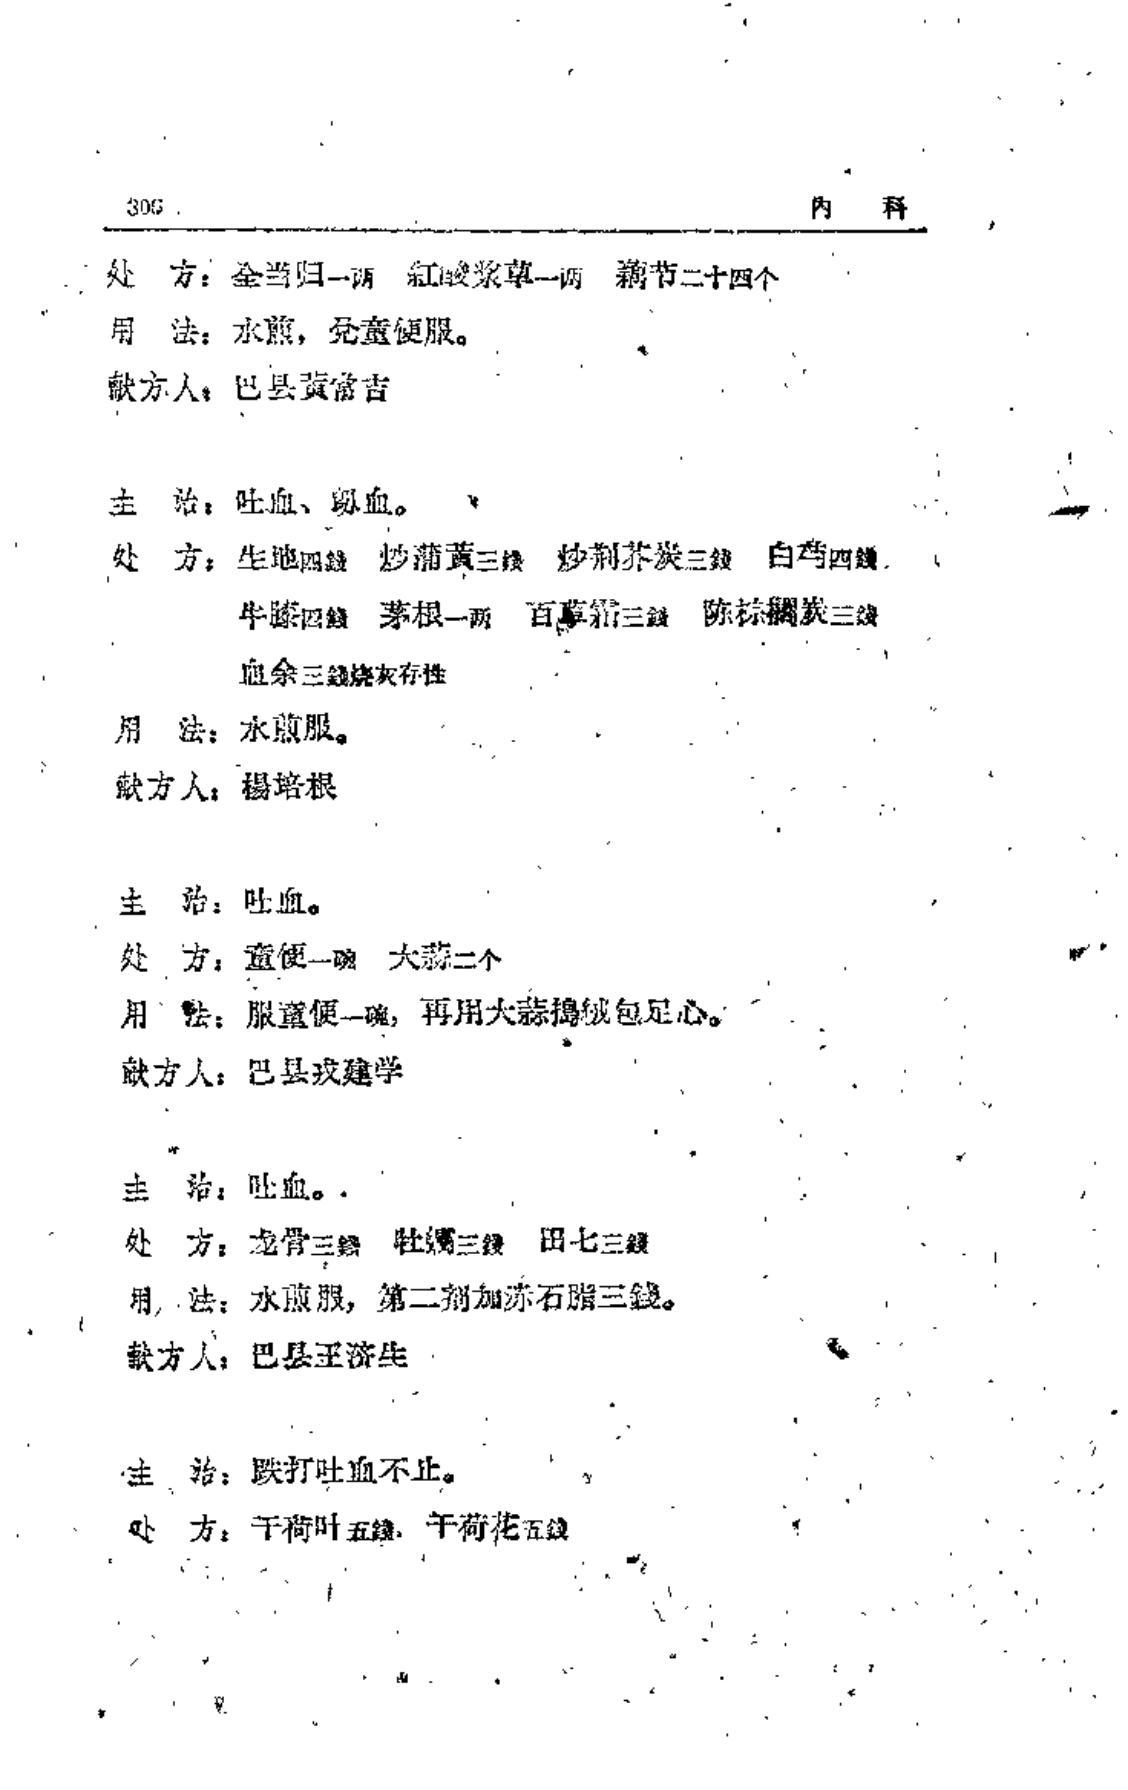 306 内　科
处　方：全当归一两　紅酸浆草一两　藕节二十四个
用　法：水煎，兌童便服。
献方人：巴县黄常吉
主　治：吐血、衂血。
处　方：生地四錢　炒蒲黄三錢　炒荆芥炭三錢　白芍四錢
牛膝四錢　茅根一两　百草霜三錢　陈棕榈炭三錢
血余三錢烧灰存性
用　法：水煎服。
献方人：楊培根
主　治：吐血。
处　方：童便一碗　大蒜二个
用　法：服童便一碗，再用大蒜搗絨包足心。
献方人：巴县戎建学
主　治：吐血。
处　方：龙骨三錢　牡蠣三錢　田七三錢
用　法：水煎服，第二剂加赤石脂三錢。
献方人：巴县王济生
主　治：跌打吐血不止。
处　方：干荷叶五錢　干荷花五錢